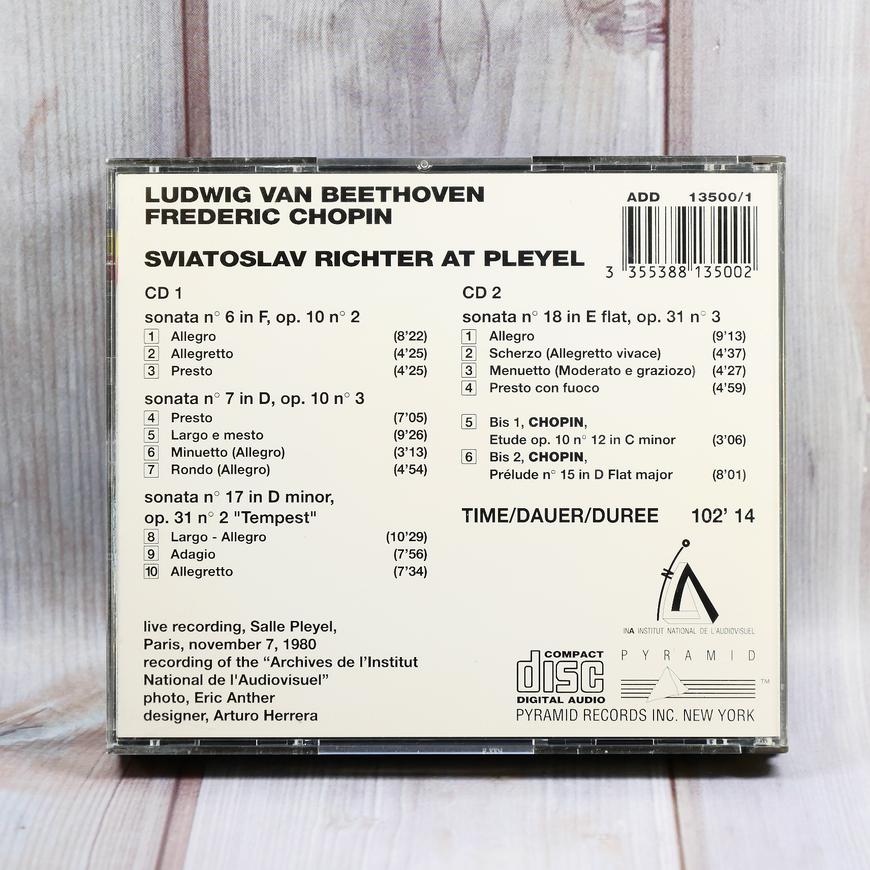 LUDWIG VAN BEETHOVEN
FREDERIC CHOPIN
SVIATOSLAV RICHTER AT PLEYEL
ADD 13500/1
3 355388 135002
CD 1
sonata n° 6 in F, op. 10 n° 2
1 Allegro (8'22)
2 Allegretto (4'25)
3 Presto (4'25)
sonata n° 7 in D, op. 10 n° 3
4 Presto (7'05)
5 Largo e mesto (9'26)
6 Minuetto (Allegro) (3'13)
7 Rondo (Allegro) (4'54)
sonata n° 17 in D minor,
op. 31 n° 2 "Tempest"
8 Largo - Allegro (10'29)
9 Adagio (7'56)
10 Allegretto (7'34)
live recording, Salle Pleyel,
Paris, november 7, 1980
recording of the “Archives de l'Institut
National de l'Audiovisuel”
photo, Eric Anther
designer, Arturo Herrera
CD 2
sonata n° 18 in E flat, op. 31 n° 3
1 Allegro (9'13)
2 Scherzo (Allegretto vivace) (4'37)
3 Menuetto (Moderato e graziozo) (4'27)
4 Presto con fuoco (4'59)
5 Bis 1, CHOPIN,
Etude op. 10 n° 12 in C minor (3'06)
6 Bis 2, CHOPIN,
Prélude n° 15 in D Flat major (8'01)
TIME/DAUER/DUREE 102' 14
INA
INA INSTITUT NATIONAL DE L'AUDIOVISUEL
COMPACT
disc
DIGITAL AUDIO
PYRAMID
TM
PYRAMID RECORDS INC. NEW YORK